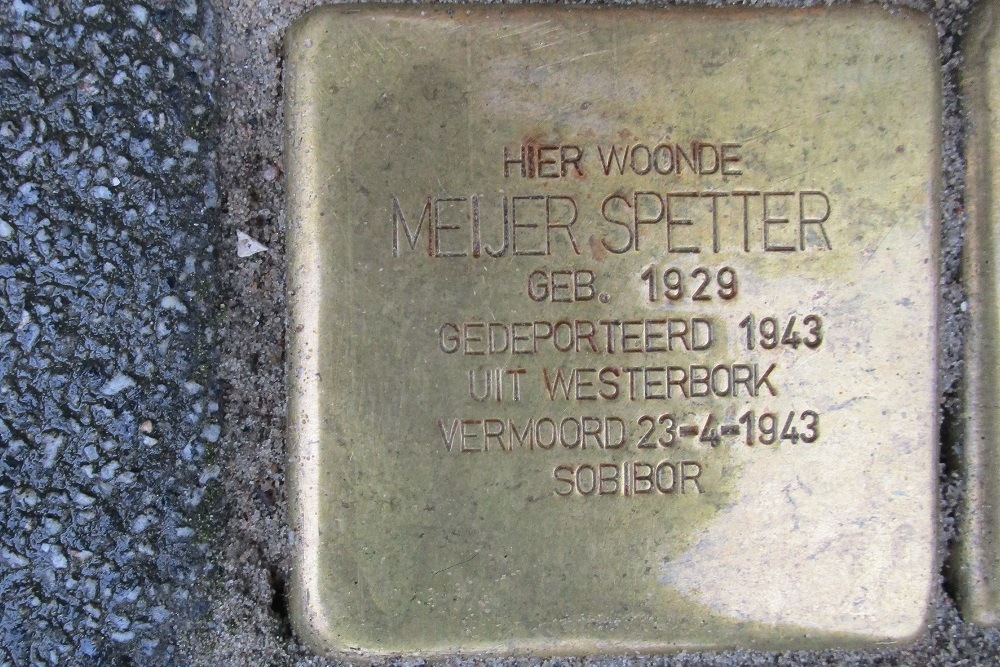 HIER WOONDE
MEIJER SPETTER
GEB. 1929
GEDEPORTEERD 1943
UIT WESTERBORK
VERMOORD 23-4-1943
SOBIBOR